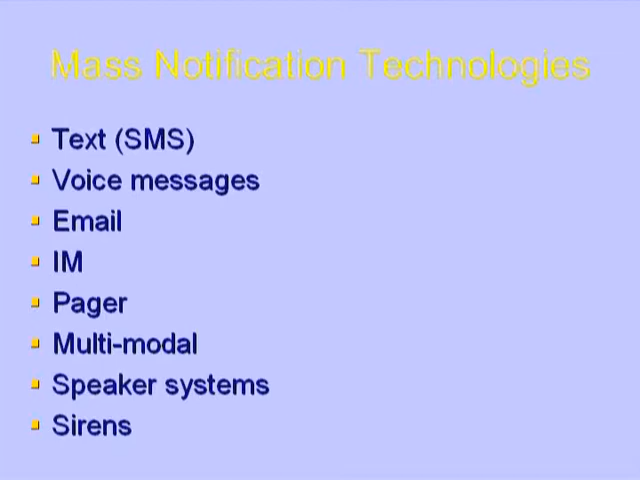 Mass Notification Technologies
Text (SMS)
Voice messages
Email
IM
Pager
Multi-modal
Speaker systems
Sirens